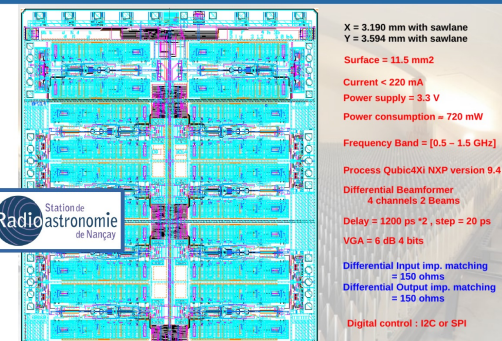 X = 3.190 mm with sawlane
Y = 3.594 mm with sawlane
Surface = 11.5 mm2
Current < 220 mA
Power supply = 3.3 V
Power consumption ≈ 720 mW
Frequency Band = [0.5 – 1.5 GHz]
Process Qubic4Xi NXP version 9.4
Differential Beamformer
4 channels 2 Beams
Delay = 1200 ps *2 , step = 20 ps
VGA = 6 dB 4 bits
Differential Input imp. matching
= 150 ohms
Differential Output imp. matching
= 150 ohms
Digital control : I2C or SPI
Station de
Radioastronomie
de Nançay